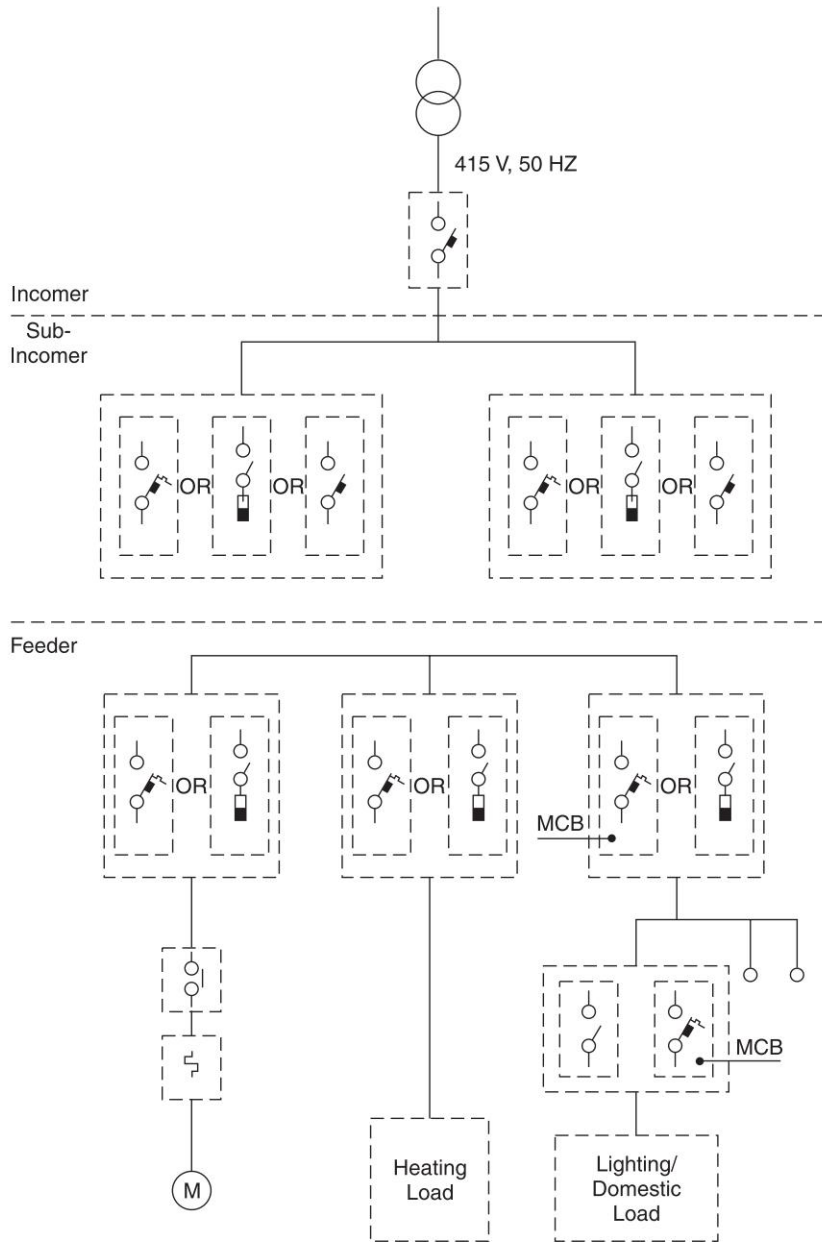 415 V, 50 HZ
Incomer
Sub-
Incomer
OR OR
OR OR
Feeder
OR
OR
OR
MCB
MCB
M
Heating
Load
Lighting/
Domestic
Load